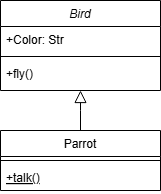 Bird
+Color: Str
+fly()
Parrot
+talk()